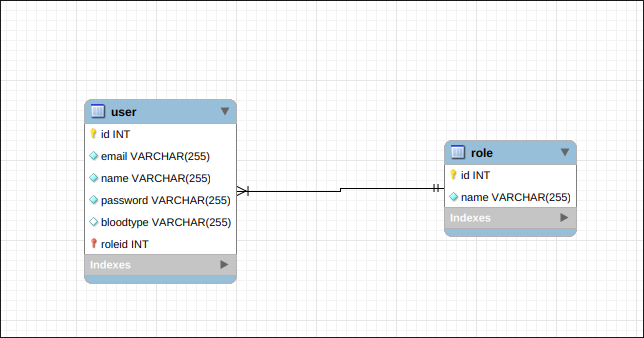 user
id INT
email VARCHAR(255)
name VARCHAR(255)
password VARCHAR(255)
bloodtype VARCHAR(255)
roleid INT
Indexes
role
id INT
name VARCHAR(255)
Indexes